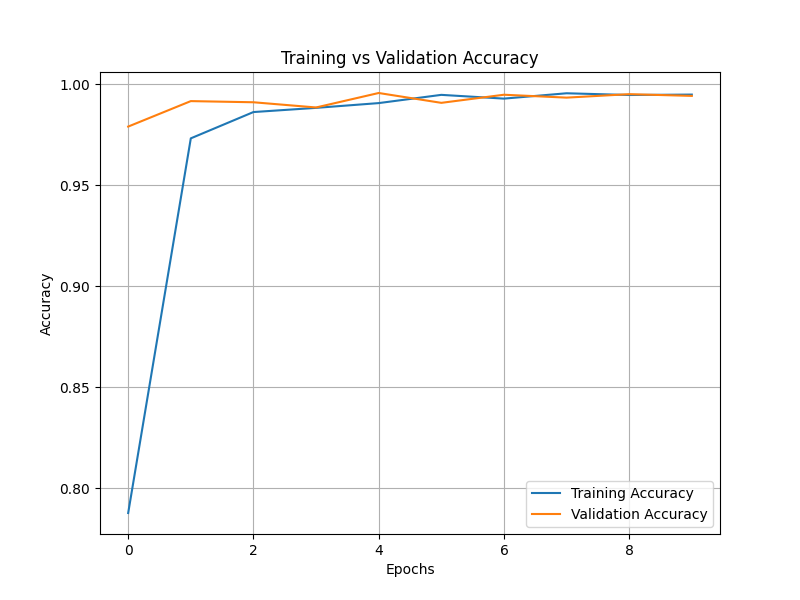 Training vs Validation Accuracy
1.00
0.95
0.90
0.85
0.80
Accuracy
0 2 4 6 8
Epochs
Training Accuracy
Validation Accuracy